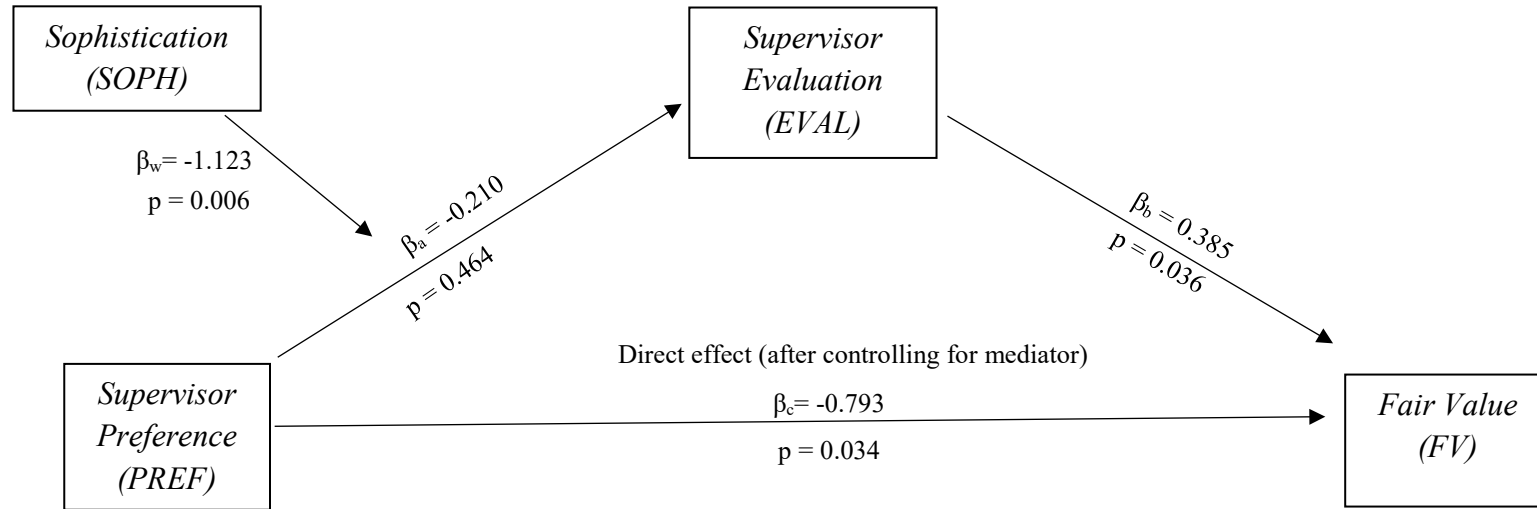 Sophistication
(SOPH)
Supervisor
Evaluation
(EVAL)
βw= -1.123
p = 0.006
βa = -0.210
p = 0.464
βb = 0.385
p = 0.036
Direct effect (after controlling for mediator)
βc= -0.793
p = 0.034
Supervisor
Preference
(PREF)
Fair Value
(FV)